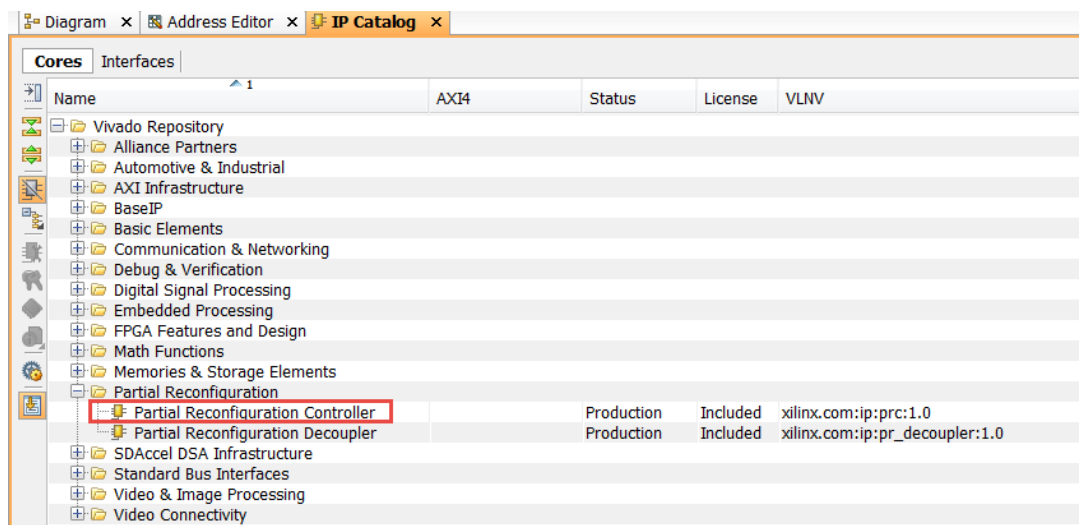 Diagram Address Editor IP Catalog
Cores Interfaces
1
Name AXI4 Status License VLNV
Vivado Repository
Alliance Partners
Automotive & Industrial
AXI Infrastructure
BaseIP
Basic Elements
Communication & Networking
Debug & Verification
Digital Signal Processing
Embedded Processing
FPGA Features and Design
Math Functions
Memories & Storage Elements
Partial Reconfiguration
Partial Reconfiguration Controller Production Included xilinx.com:ip:prc:1.0
Partial Reconfiguration Decoupler Production Included xilinx.com:ip:pr_decoupler:1.0
SDAccel DSA Infrastructure
Standard Bus Interfaces
Video & Image Processing
Video Connectivity